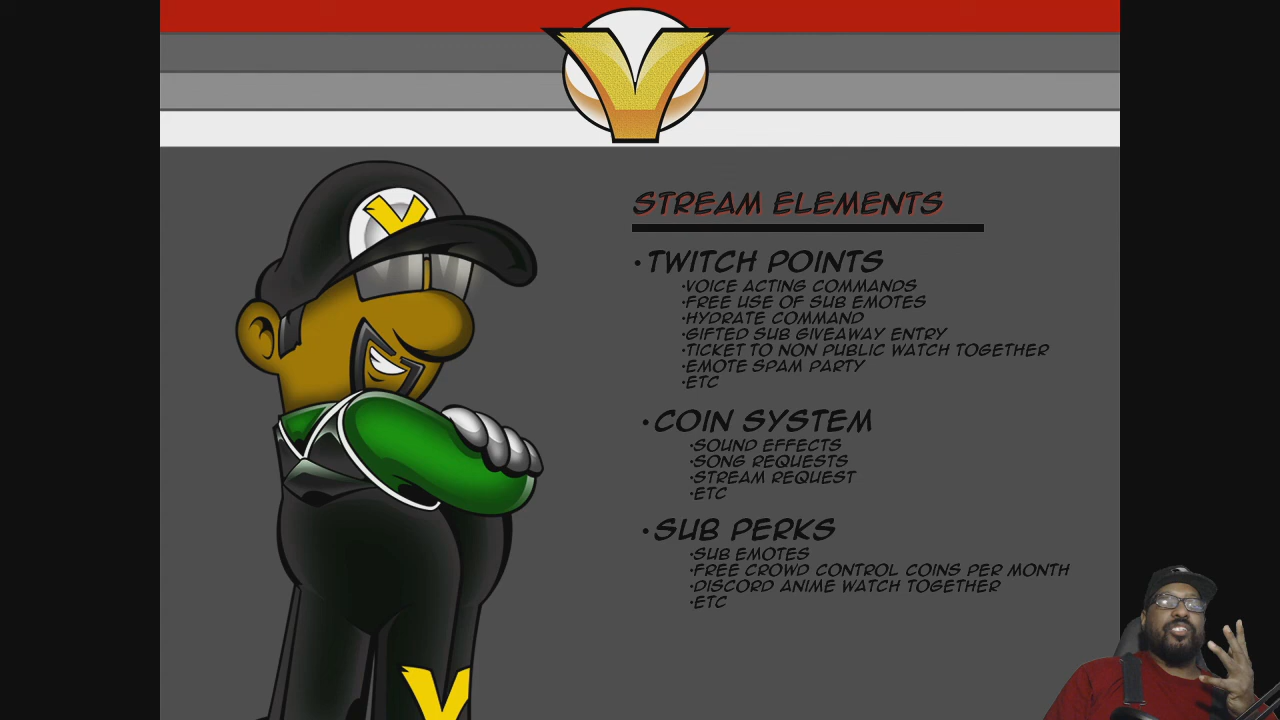 V
Y
STREAM ELEMENTS
•TWITCH POINTS
•VOICE ACTING COMMANDS
•FREE USE OF SUB EMOTES
•HYDRATE COMMAND
•GIFTED SUB GIVEAWAY ENTRY
•TICKET TO NON PUBLIC WATCH TOGETHER
•EMOTE SPAM PARTY
•ETC
•COIN SYSTEM
•SOUND EFFECTS
•SONG REQUESTS
•STREAM REQUEST
•ETC
•SUB PERKS
•SUB EMOTES
•FREE CROWD CONTROL COINS PER MONTH
•DISCORD ANIME WATCH TOGETHER
•ETC
Y